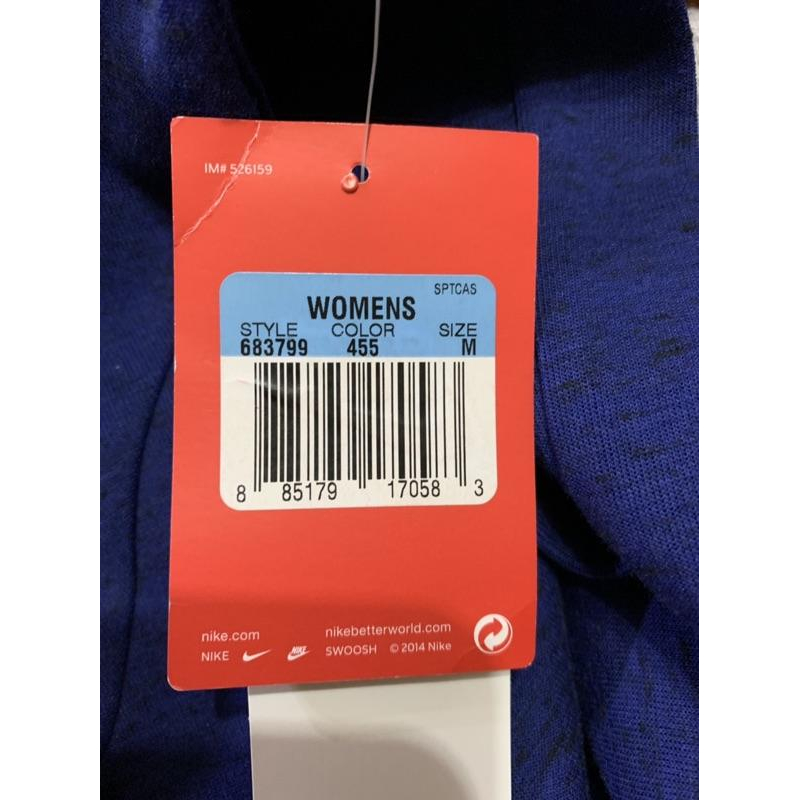 IM# 526159
SPTCAS
WOMENS
STYLE COLOR SIZE
683799 455 M
8 85179 17058 3
nike.com nikebetterworld.com
NIKE NIKE SWOOSH © 2014 Nike